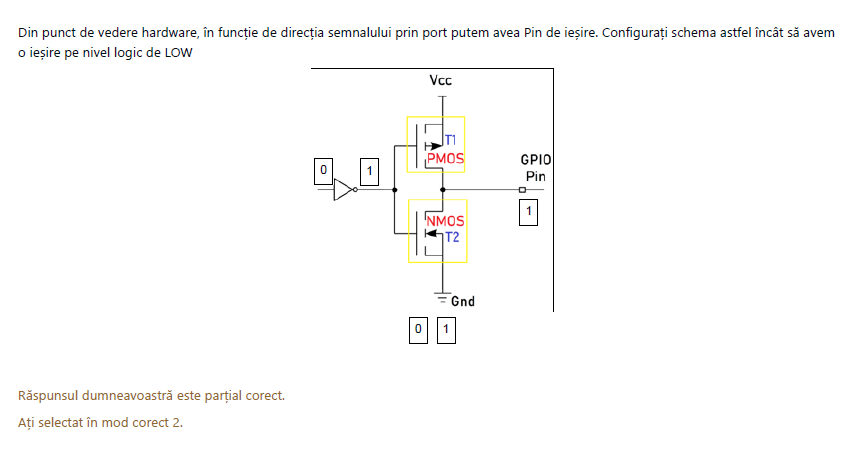 Din punct de vedere hardware, în funcție de direcția semnalului prin port putem avea Pin de ieșire. Configurați schema astfel încât să avem
o ieșire pe nivel logic de LOW
Vcc
T1
PMOS
0
1
GPIO
Pin
1
NMOS
T2
Gnd
0 1
Răspunsul dumneavoastră este parțial corect.
Ați selectat în mod corect 2.